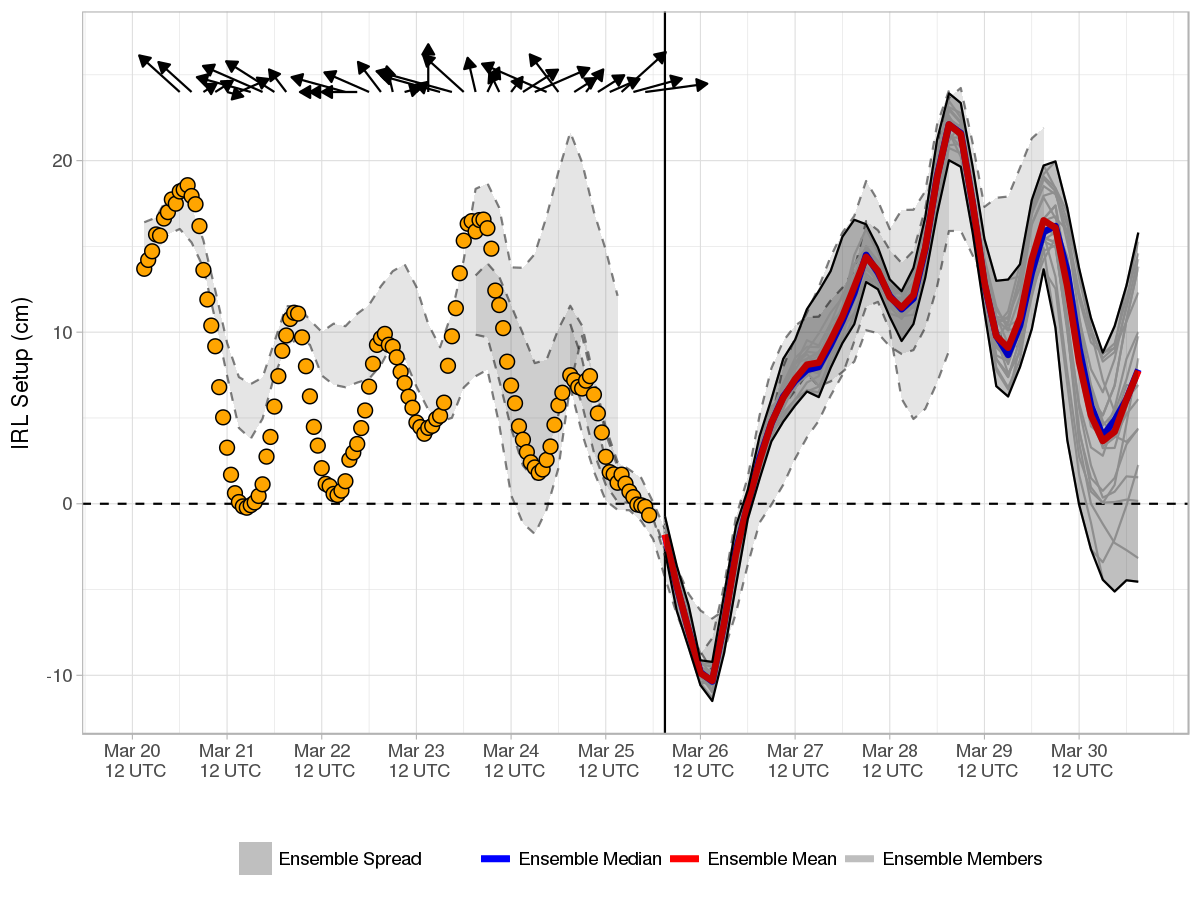 IRL Setup (cm)
20
10
0
-10
Mar 20 Mar 21 Mar 22 Mar 23 Mar 24 Mar 25 Mar 26 Mar 27 Mar 28 Mar 29 Mar 30
12 UTC 12 UTC 12 UTC 12 UTC 12 UTC 12 UTC 12 UTC 12 UTC 12 UTC 12 UTC 12 UTC
Ensemble Spread Ensemble Median Ensemble Mean Ensemble Members